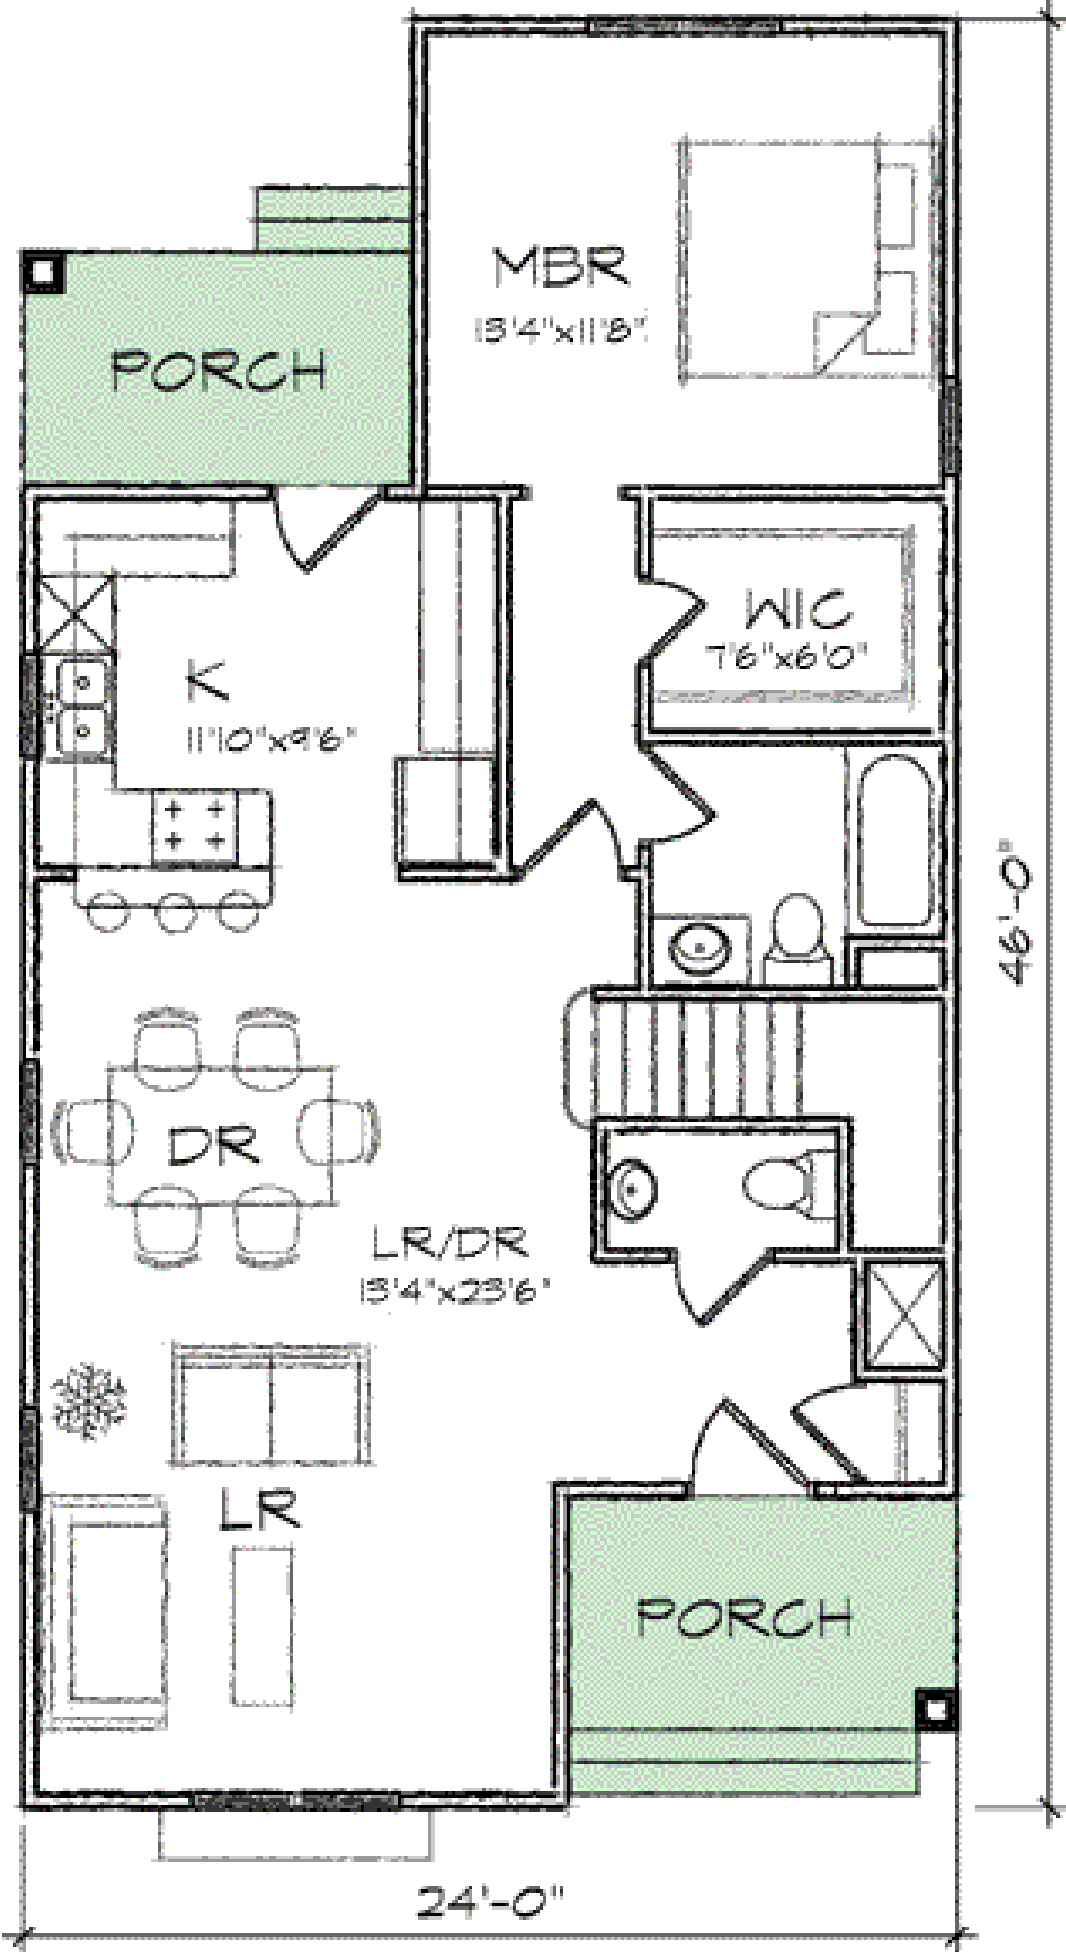 MBR
13'4"x11'8"
PORCH
WIC
7'6"x6'0"
K
11'10"x9'6"
46'-0"
DR
LR/DR
13'4"x23'6"
LR
PORCH
24'-0"